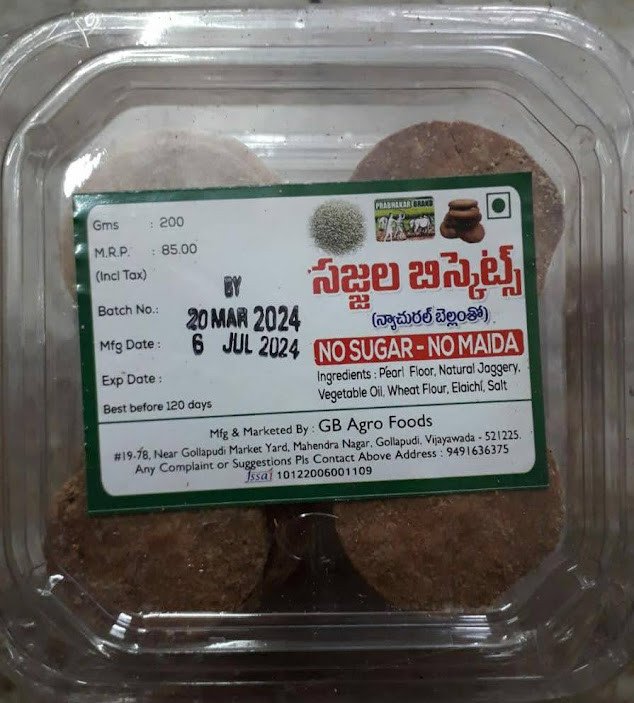 Gms : 200
M.R.P. : 85.00
(Incl Tax)
Batch No.: BY
Mfg Date : 20 MAR 2024
Exp Date : 6 JUL 2024
Best before 120 days
PRABHAKAR BRAND
సజ్జల బిస్కెట్స్
(న్యాచురల్ బెల్లంతో)
NO SUGAR - NO MAIDA
Ingredients : Pearl Floor, Natural Jaggery,
Vegetable Oil, Wheat Flour, Elaichi, Salt
Mfg & Marketed By : GB Agro Foods
#19-7B, Near Gollapudi Market Yard, Mahendra Nagar, Gollapudi, Vijayawada - 521225.
Any Complaint or Suggestions Pls Contact Above Address : 9491636375
fssai 10122006001109